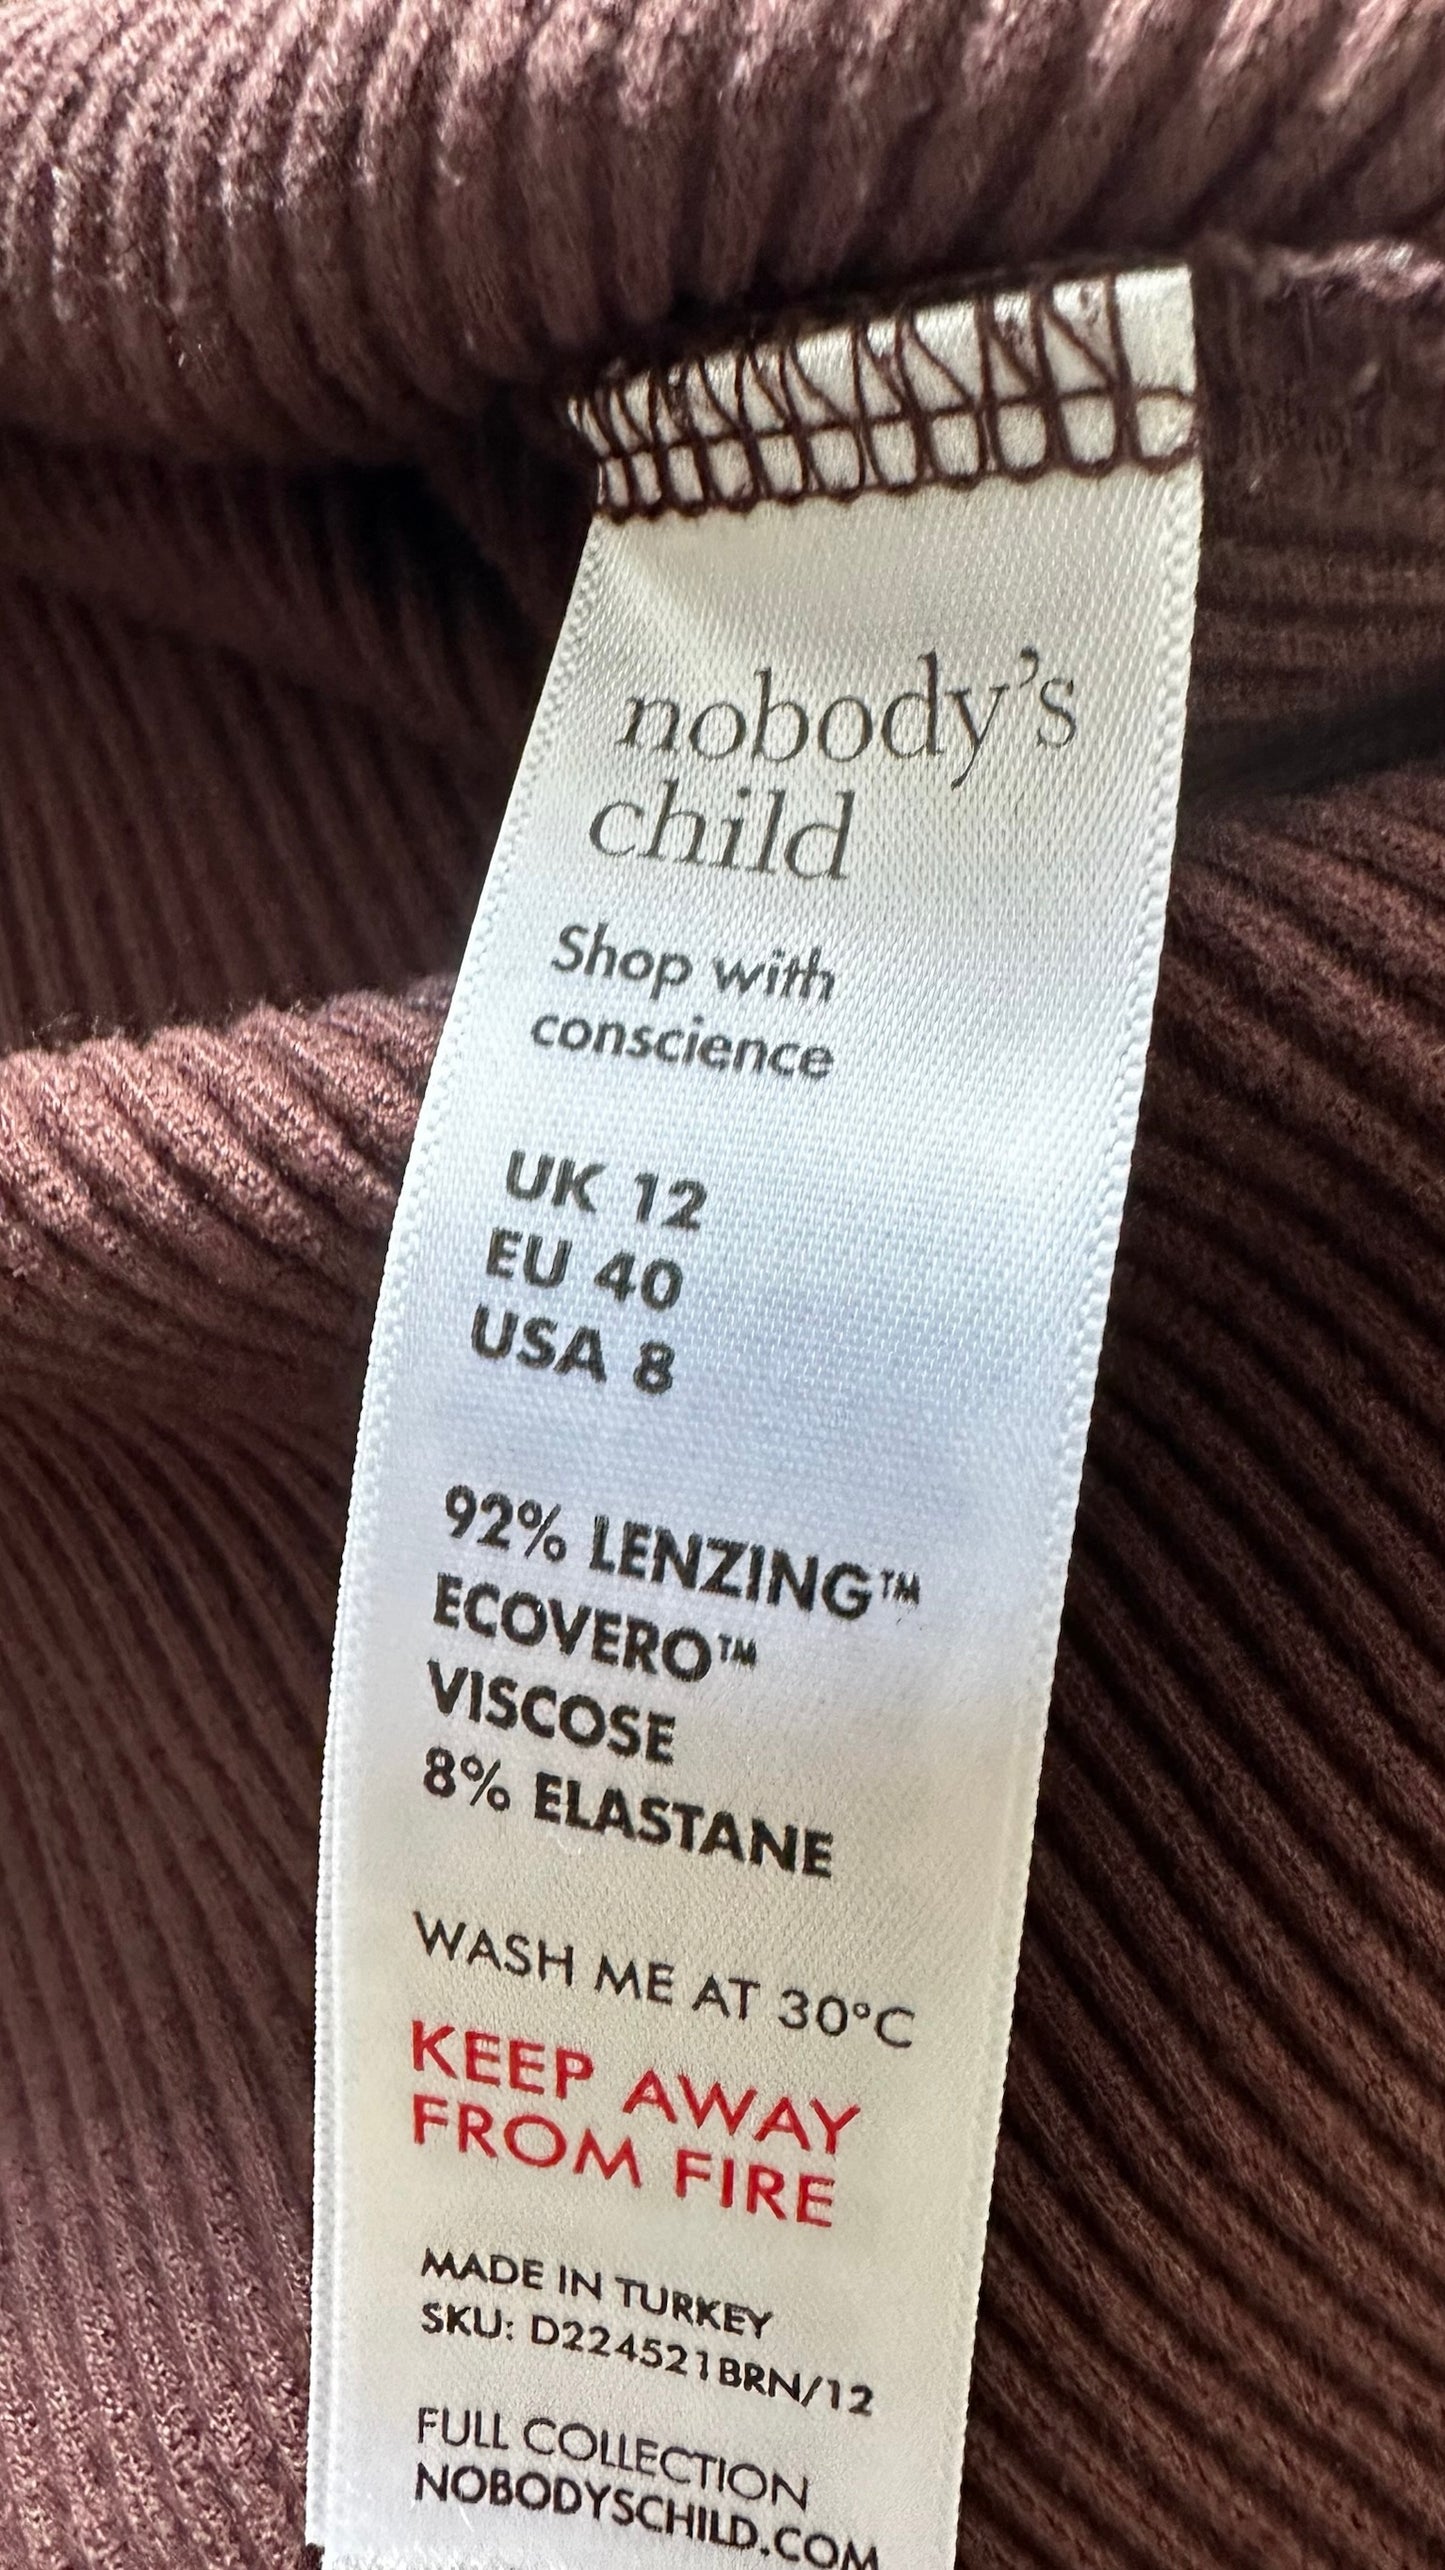 nobody's
child
Shop with
conscience
UK 12
EU 40
USA 8
92% LENZING™
ECOVERO™
VISCOSE
8% ELASTANE
WASH ME AT 30°C
KEEP AWAY
FROM FIRE
MADE IN TURKEY
SKU: D224521BRN/12
FULL COLLECTION
NOBODYSCHILD.COM